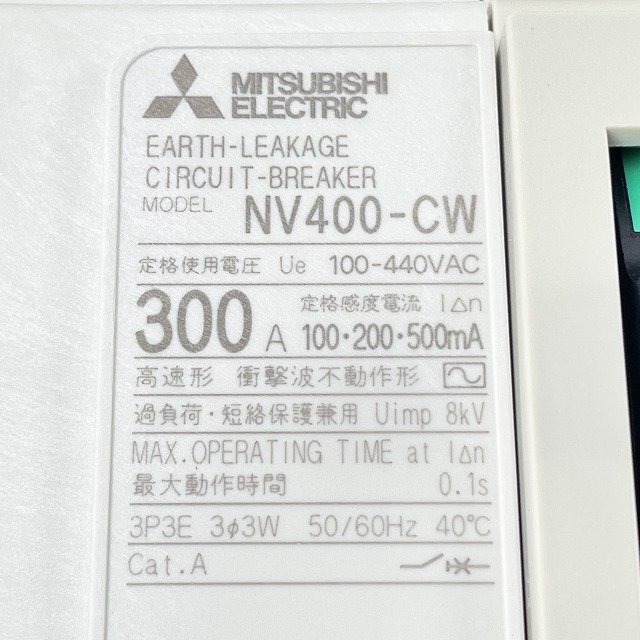 MITSUBISHI
ELECTRIC
EARTH-LEAKAGE
CIRCUIT-BREAKER
MODEL NV400-CW
定格使用電圧 Ue 100-440VAC
300 A 定格感度電流 I△n
100・200・500mA
高速形 衝撃波不動作形
過負荷・短絡保護兼用 Uimp 8kV
MAX.OPERATING TIME at I△n
最大動作時間 0.1s
3P3E 3φ3W 50/60Hz 40℃
Cat.A